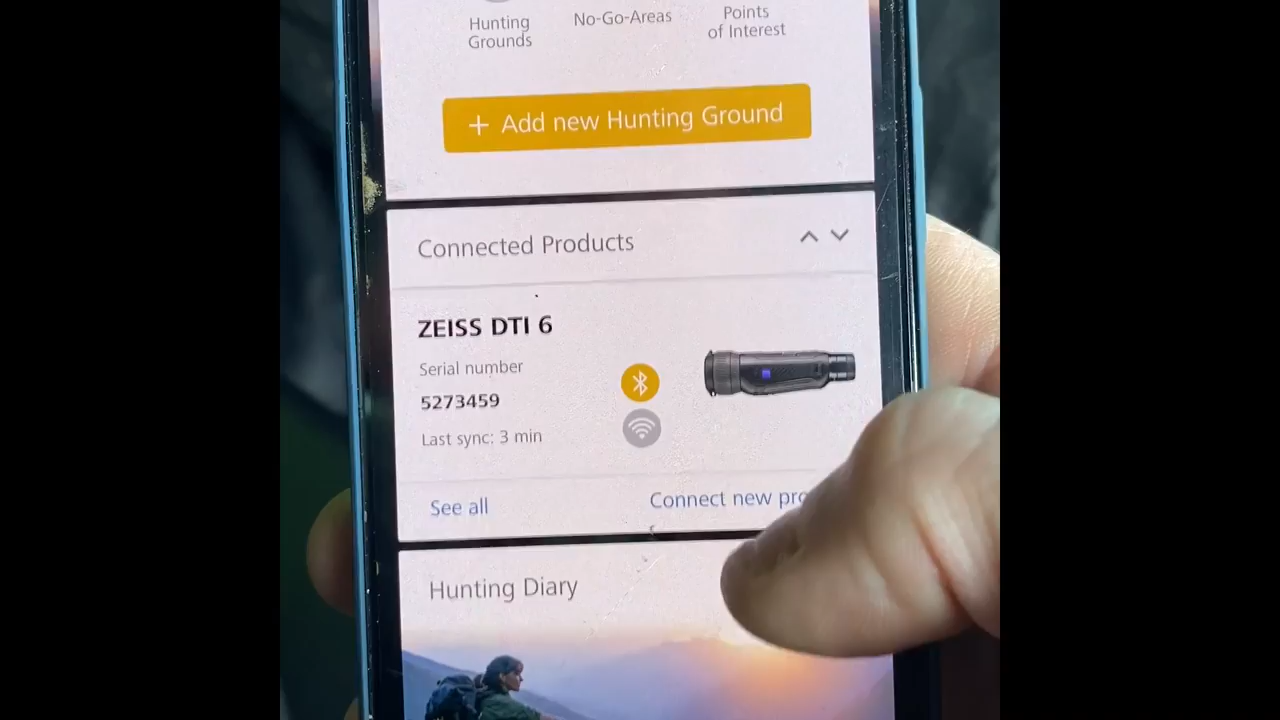 Hunting
Grounds
No-Go-Areas
Points
of Interest
+ Add new Hunting Ground
Connected Products
ZEISS DTI 6
Serial number
5273459
Last sync: 3 min
See all
Connect new
Hunting Diary